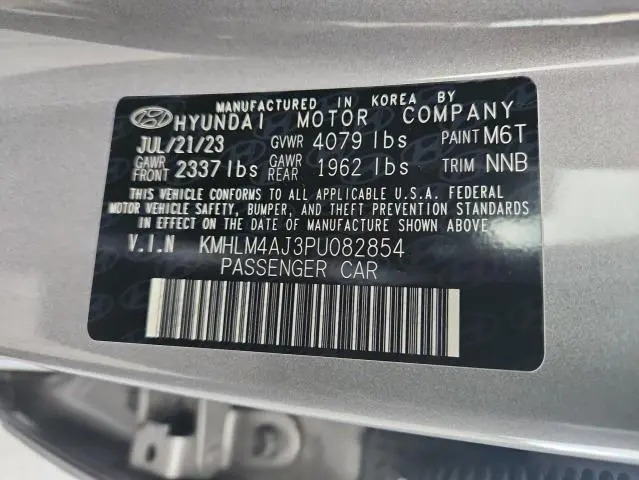 MANUFACTURED IN KOREA BY
HYUNDAI MOTOR COMPANY
JUL/21/23 GVWR 4079 lbs PAINT M6T
GAWR FRONT 2337 lbs GAWR REAR 1962 lbs TRIM NNB
THIS VEHICLE CONFORMS TO ALL APPLICABLE U.S.A. FEDERAL
MOTOR VEHICLE SAFETY, BUMPER, AND THEFT PREVENTION STANDARDS
IN EFFECT ON THE DATE OF MANUFACTURE SHOWN ABOVE
V.I.N KMHLM4AJ3PU082854
PASSENGER CAR